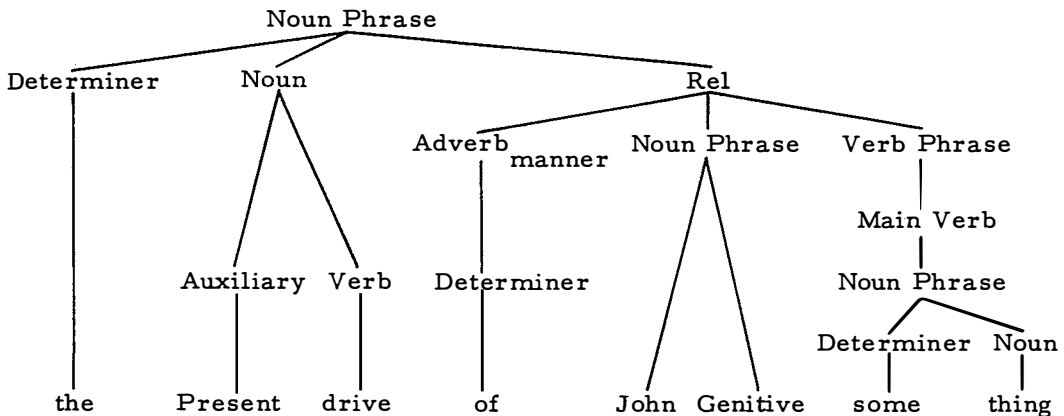 Noun Phrase
Determiner Noun Rel
Adverb manner Noun Phrase Verb Phrase
Main Verb
Auxiliary Verb Determiner Noun Phrase
Determiner Noun
the Present drive of John Genitive some thing